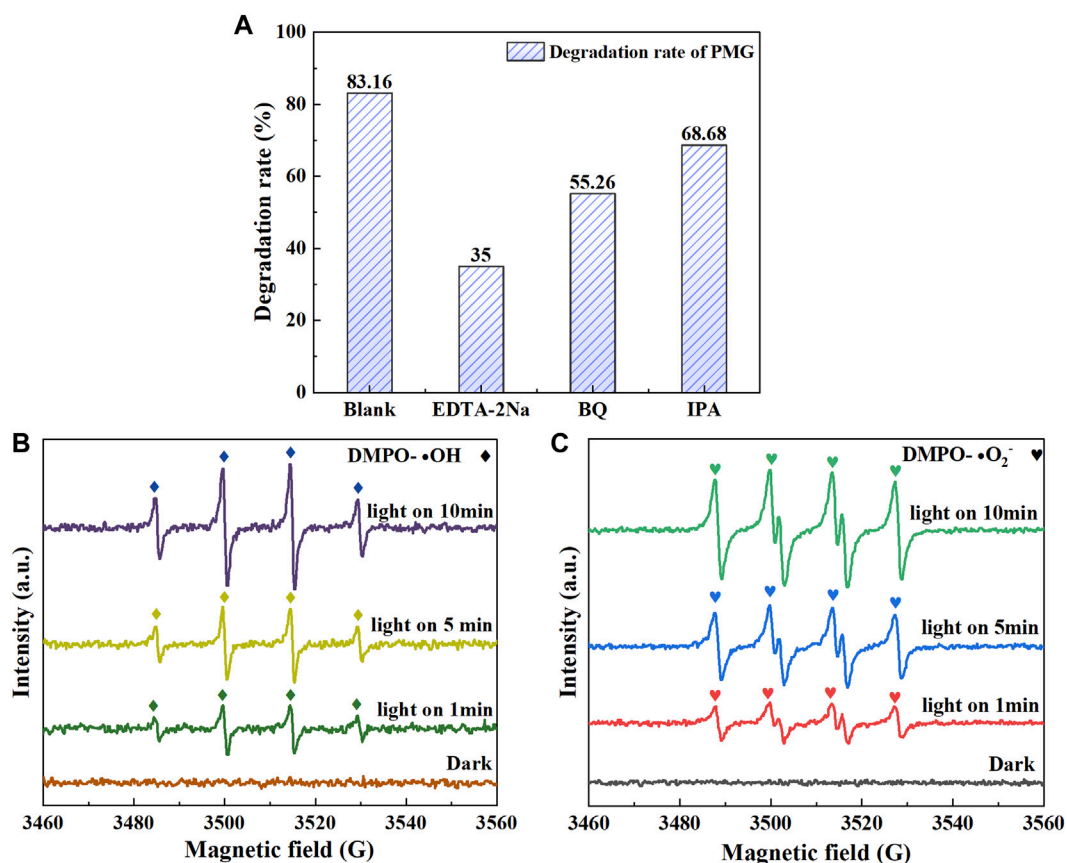 A
Degradation rate (%)
100
80
60
40
20
0
Degradation rate of PMG
83.16
35
55.26
68.68
Blank EDTA-2Na BQ IPA
B
Intensity (a.u.)
DMPO- •OH ♦
light on 10min
light on 5 min
light on 1min
Dark
3460 3480 3500 3520 3540 3560
Magnetic field (G)
C
Intensity (a.u.)
DMPO- •O₂⁻ ♥
light on 10min
light on 5min
light on 1min
Dark
3460 3480 3500 3520 3540 3560
Magnetic field (G)